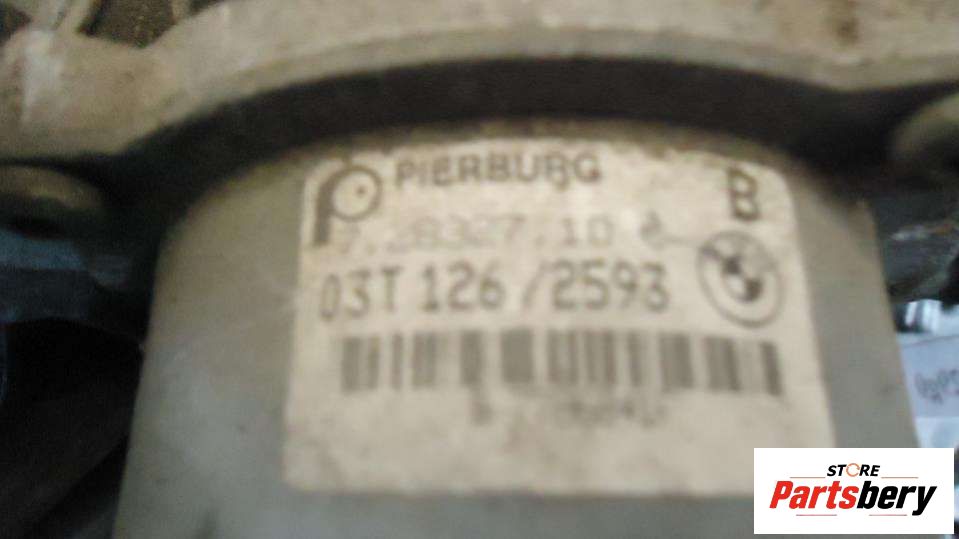 PIERBURG
B
7.28327.10
03T 126 /2593
STORE
Partsbery